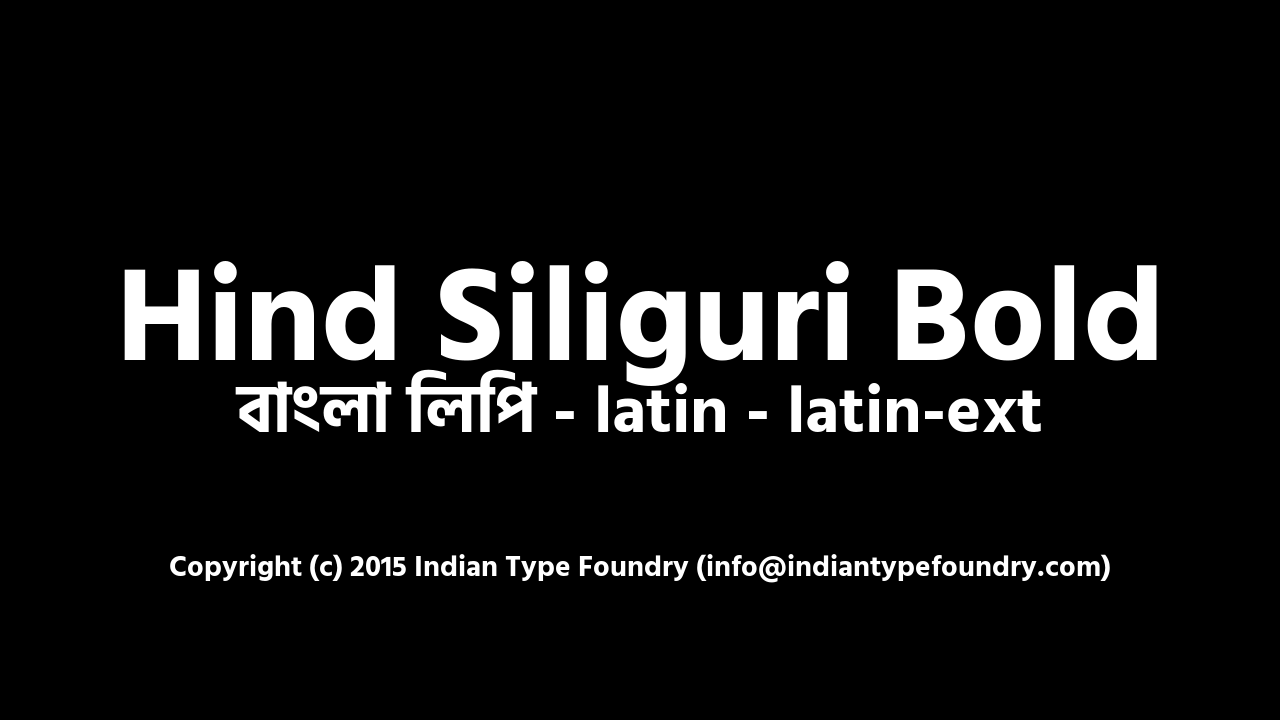 Hind Siliguri Bold
বাংলা লিপি - latin - latin-ext
Copyright (c) 2015 Indian Type Foundry (info@indiantypefoundry.com)